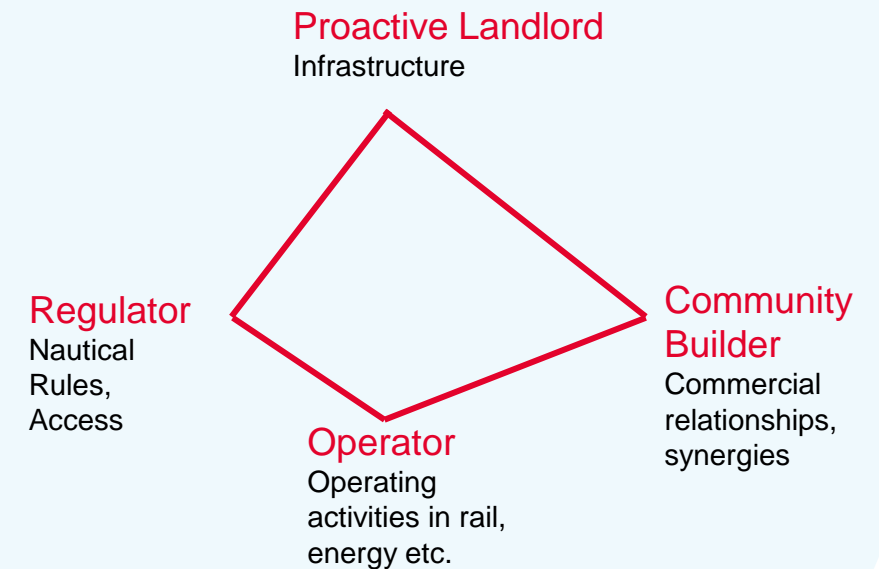 Proactive Landlord
Infrastructure
Regulator
Nautical
Rules,
Access
Community
Builder
Commercial
relationships,
synergies
Operator
Operating
activities in rail,
energy etc.